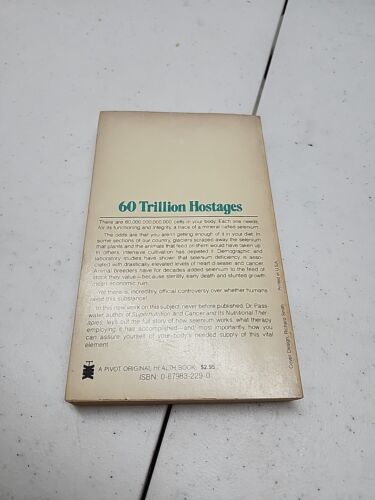 60 Trillion Hostages
There are 60,000,000,000,000 cells in your body. Each one needs,
for its functioning and integrity, a trace of a mineral called selenium.
The odds are that you aren't getting enough of it in your diet. In
some sections of our country, glaciers scraped away the selenium
that plants and the animals that feed on them would have taken up.
In others, intensive cultivation has depleted it. Demographic and
laboratory studies have shown that selenium deficiency is asso-
ciated with drastically elevated levels of heart disease and cancer.
Animal breeders have for decades added selenium to the feed of
stock they value—because sterility, early death and stunted growth
mean economic ruin.
Yet there is, incredibly, official controversy over whether humans
need this substance!
In this new work on this subject, never before published, Dr. Pass-
water, author of Supernutrition and Cancer and Its Nutritional Ther-
apies, lays out the full story of how selenium works, what therapy
employing it has accomplished—and most importantly, how you
can assure yourself of your body's needed supply of this vital
element.
A PIVOT ORIGINAL HEALTH BOOK/$2.95
ISBN: 0-87983-229-0
Printed in U.S.A.
Cover Design: Richard Smith